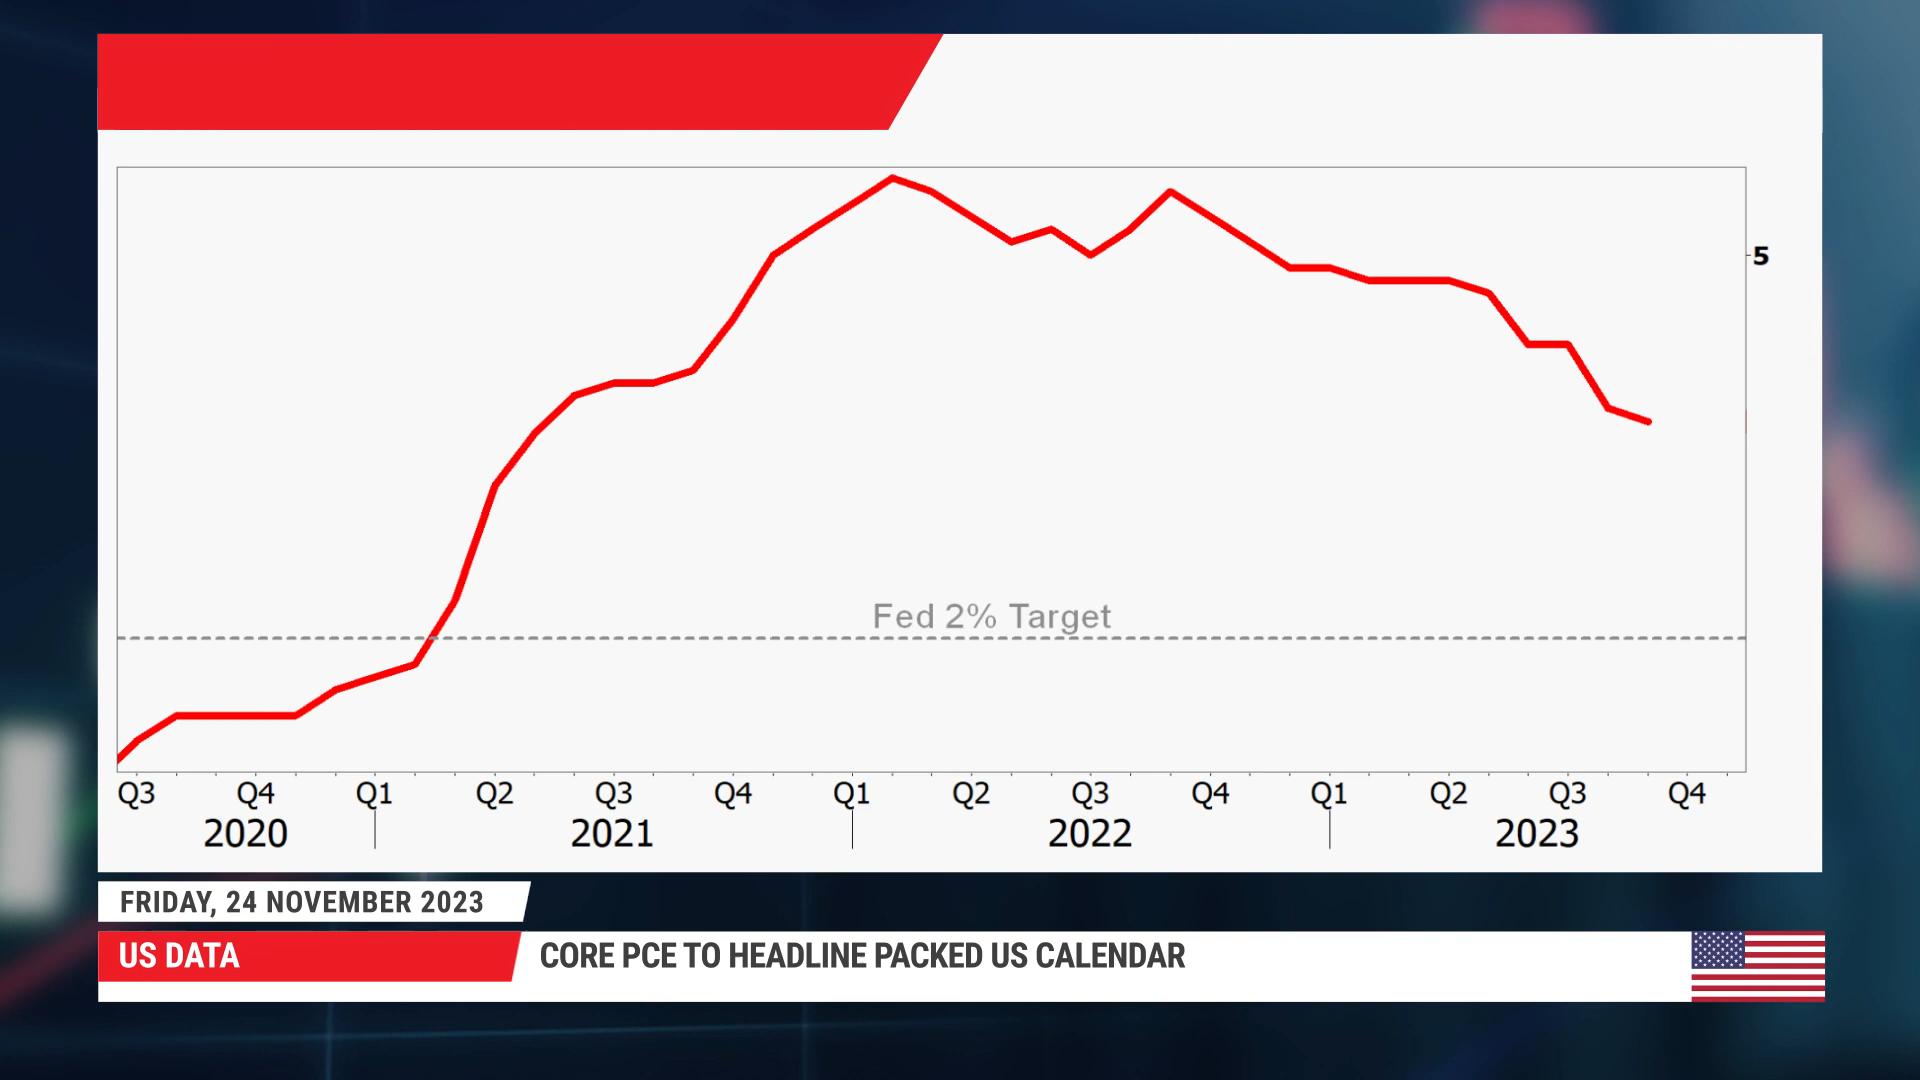 5
Fed 2% Target
Q3 Q4 Q1 Q2 Q3 Q4 Q1 Q2 Q3 Q4 Q1 Q2 Q3 Q4
2020 2021 2022 2023
FRIDAY, 24 NOVEMBER 2023
US DATA
CORE PCE TO HEADLINE PACKED US CALENDAR